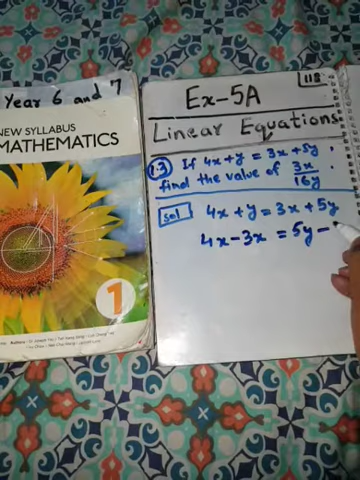 Year 6 and 7
NEW SYLLABUS
MATHEMATICS
1
118
Ex-5A
Linear Equations
13 If 4x+y = 3x+5y,
find the value of 3x/16y.
sol 4x+y = 3x+5y
4x-3x = 5y-